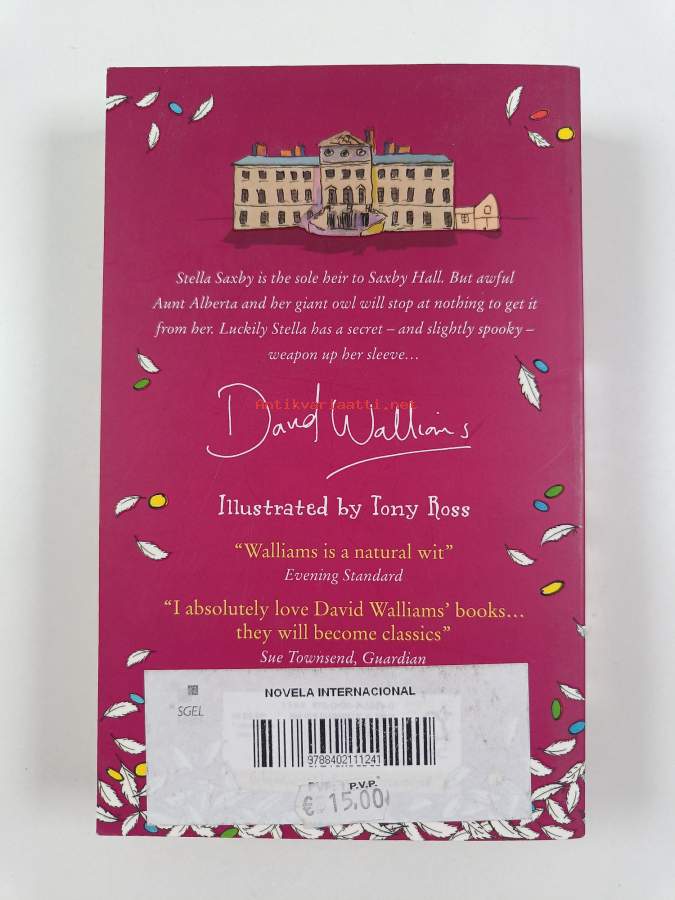 Stella Saxby is the sole heir to Saxby Hall. But awful
Aunt Alberta and her giant owl will stop at nothing to get it
from her. Luckily Stella has a secret – and slightly spooky –
weapon up her sleeve…
Antikvariaatti.net
David Walliams
Illustrated by Tony Ross
“Walliams is a natural wit”
Evening Standard
“I absolutely love David Walliams’ books…
they will become classics”
Sue Townsend, Guardian
SGEL
NOVELA INTERNACIONAL
9788402111241
P.V.P.
€ 15.00